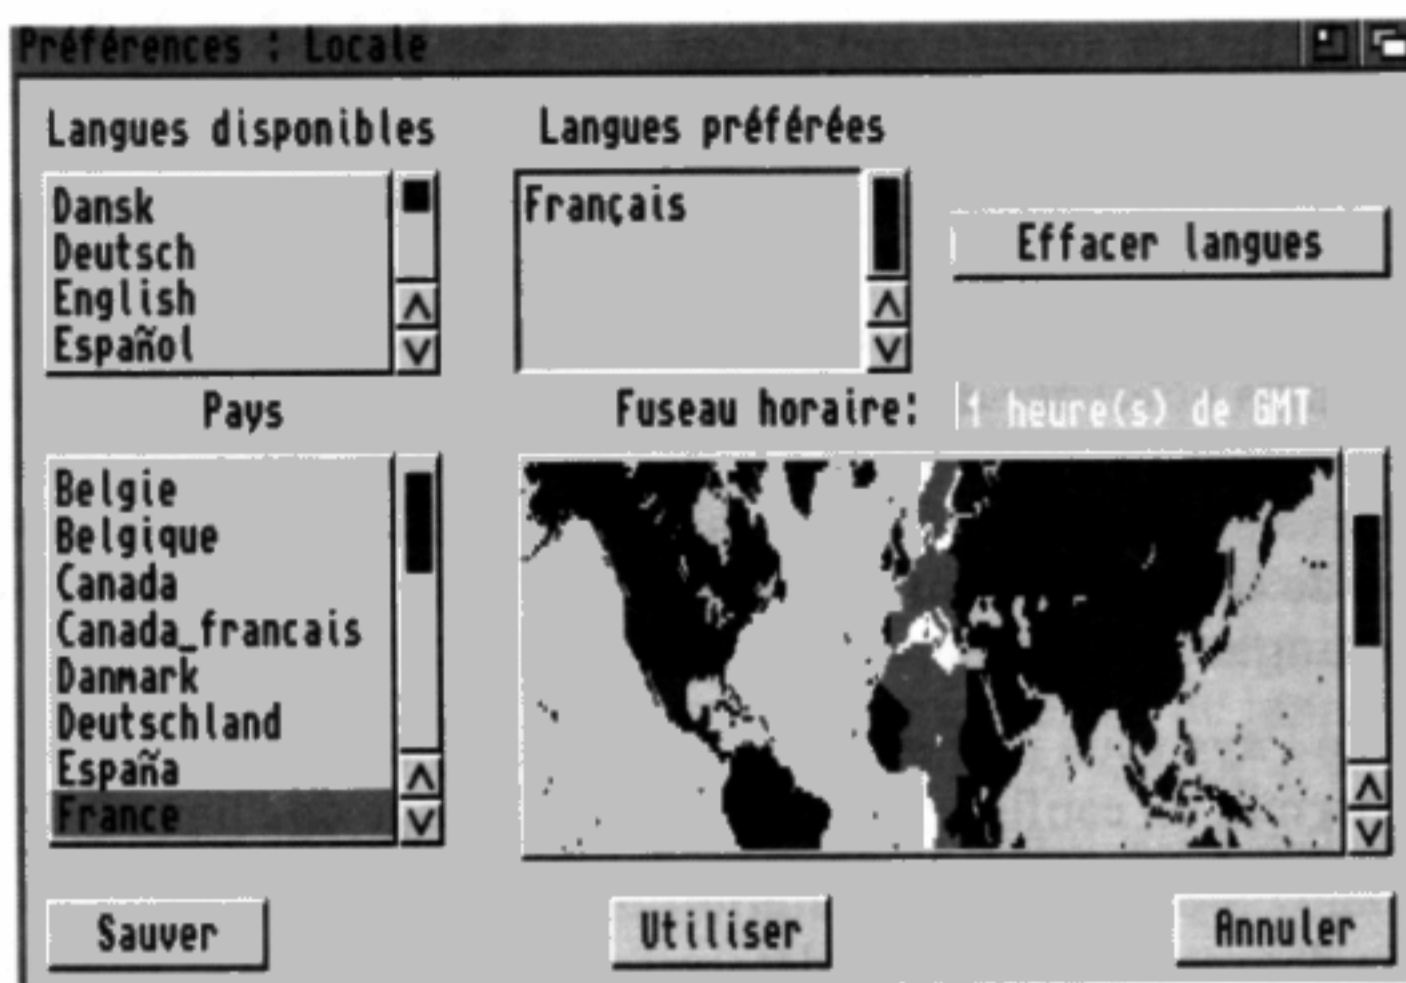 Préférences : Locale
Langues disponibles
Langues préférées
Dansk
Deutsch
English
Español
Français
Effacer langues
Pays
Fuseau horaire:
1 heure(s) de GMT
Belgie
Belgique
Canada
Canada_francais
Danmark
Deutschland
España
France
Sauver
Utiliser
Annuler